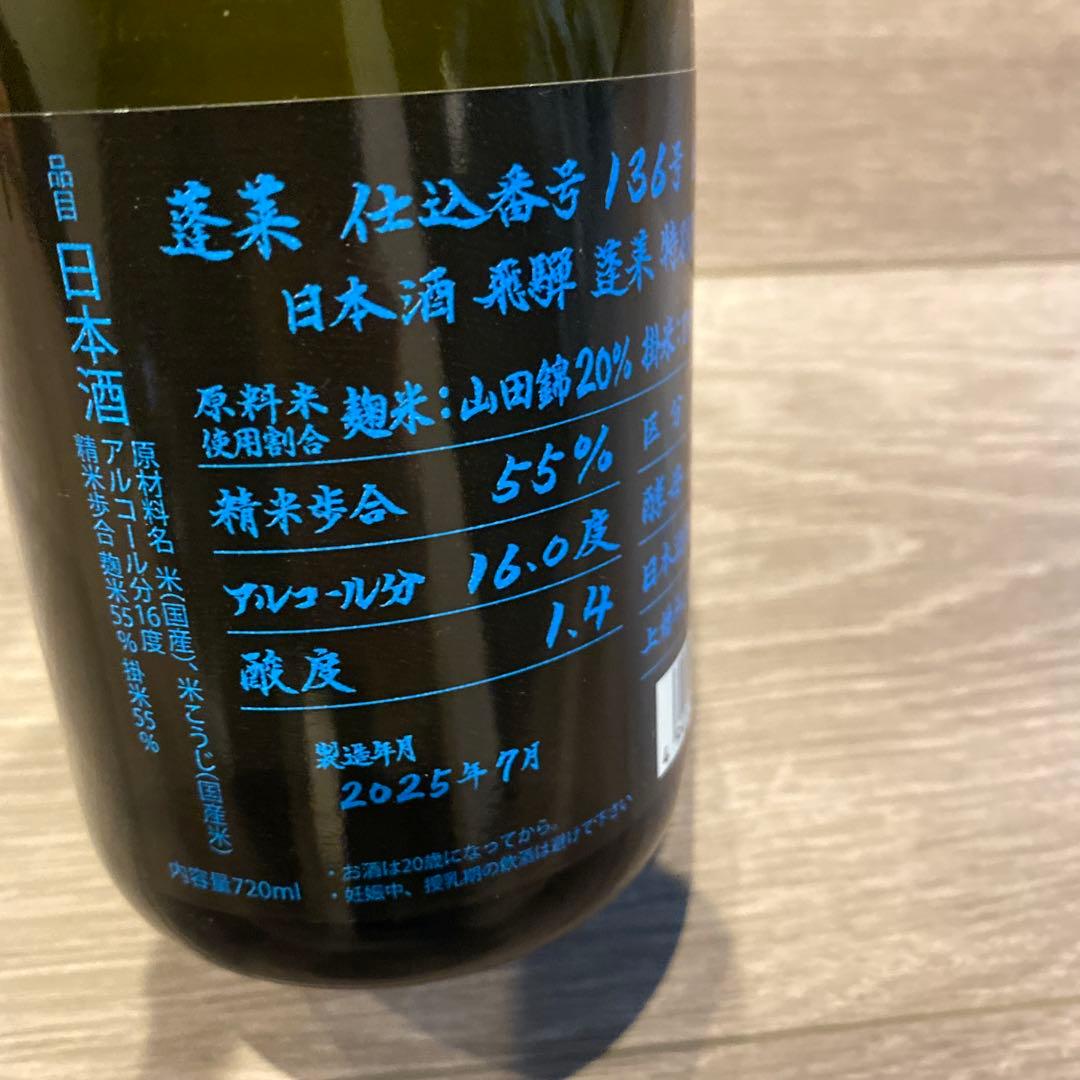 品目 日本酒
原材料名 米(国産)、米こうじ(国産米)
アルコール分16度
精米歩合 麹米55% 掛米55%
内容量720ml
蓬莱 仕込番号 136号
日本酒 飛騨 蓬莱
原料米使用割合 麹米:山田錦20% 掛米:
精米歩合 55%
アルコール分 16.0度
酸度 1.4
製造年月
2025年7月
・お酒は20歳になってから。
・妊娠中、授乳期の飲酒は避けて下さい
区分
酵母